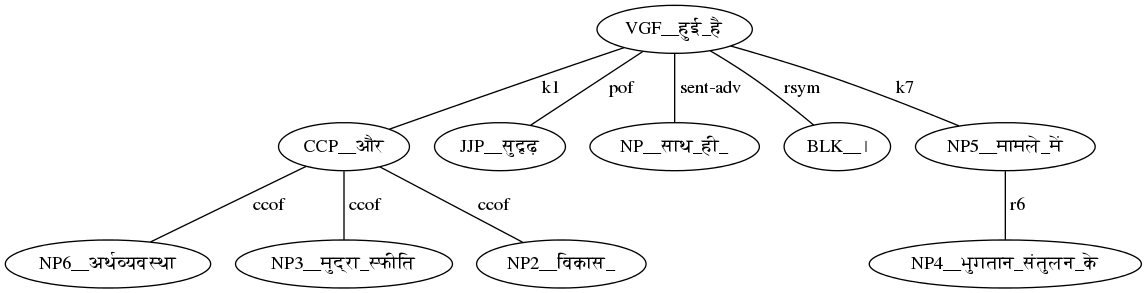 VGF__हुई_है
k1 pof sent-adv rsym k7
CCP__और JJP__सुदृढ़ NP__साथ_ही_ BLK__। NP5__मामले_में
ccof ccof ccof r6
NP6__अर्थव्यवस्था NP3__मुद्रा_स्फीति NP2__विकास_ NP4__भुगतान_संतुलन_के